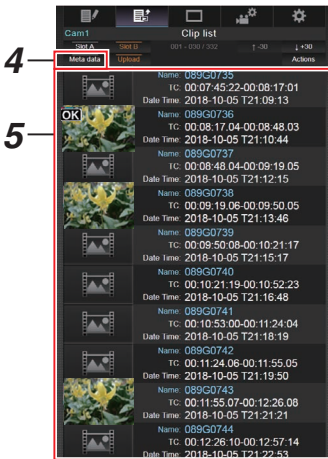 Cam1 Clip list
Slot A Slot B 001 - 030 / 332 ↑ -30 ↓ +30
4 Meta data Upload Actions
5
Name: 089G0735
TC: 00:07:45:22-00:08:17:01
Date Time: 2018-10-05 T21:09:13
OK
Name: 089G0736
TC: 00:08:17.04-00:08:48.03
Date Time: 2018-10-05 T21:10:44
Name: 089G0737
TC: 00:08:48.04-00:09:19.05
Date Time: 2018-10-05 T21:12:15
Name: 089G0738
TC: 00:09:19.06-00:09:50.05
Date Time: 2018-10-05 T21:13:46
Name: 089G0739
TC: 00:09:50:08-00:10:21:17
Date Time: 2018-10-05 T21:15:17
Name: 089G0740
TC: 00:10:21:19-00:10:52:23
Date Time: 2018-10-05 T21:16:48
Name: 089G0741
TC: 00:10:53:00-00:11:24:04
Date Time: 2018-10-05 T21:18:19
Name: 089G0742
TC: 00:11:24.06-00:11:55.05
Date Time: 2018-10-05 T21:19:50
Name: 089G0743
TC: 00:11:55.07-00:12:26.08
Date Time: 2018-10-05 T21:21:21
Name: 089G0744
TC: 00:12:26:10-00:12:57:14
Date Time: 2018-10-05 T21:22:53